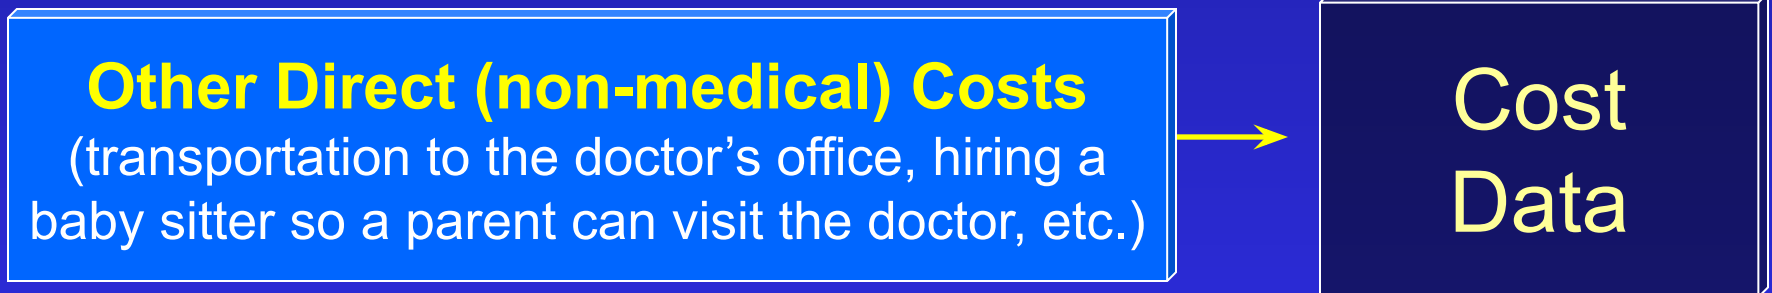 Other Direct (non-medical) Costs
(transportation to the doctor’s office, hiring a
baby sitter so a parent can visit the doctor, etc.)
Cost
Data